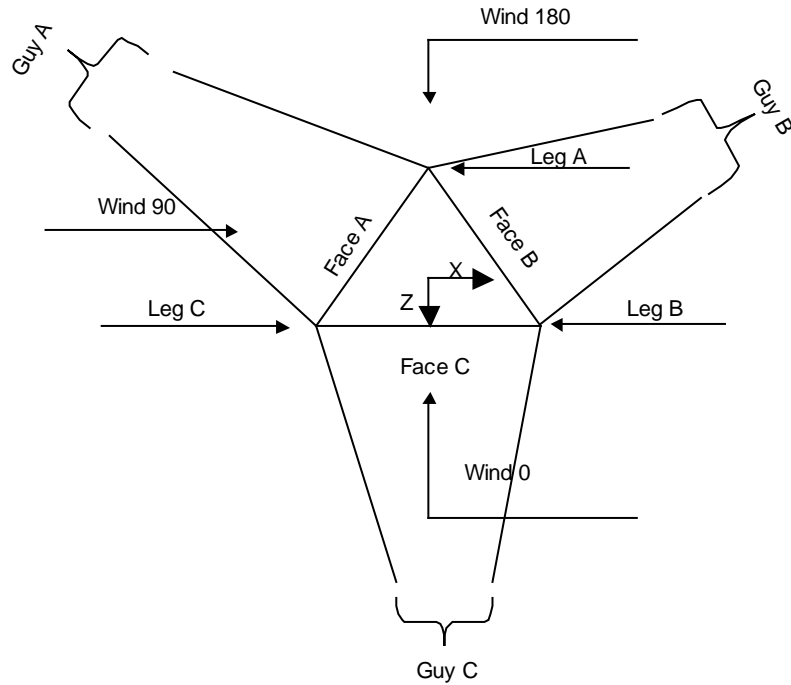 Wind 180
Guy A
Guy B
Leg A
Wind 90
Face A
Face B
X
Z
Leg C
Leg B
Face C
Wind 0
Guy C